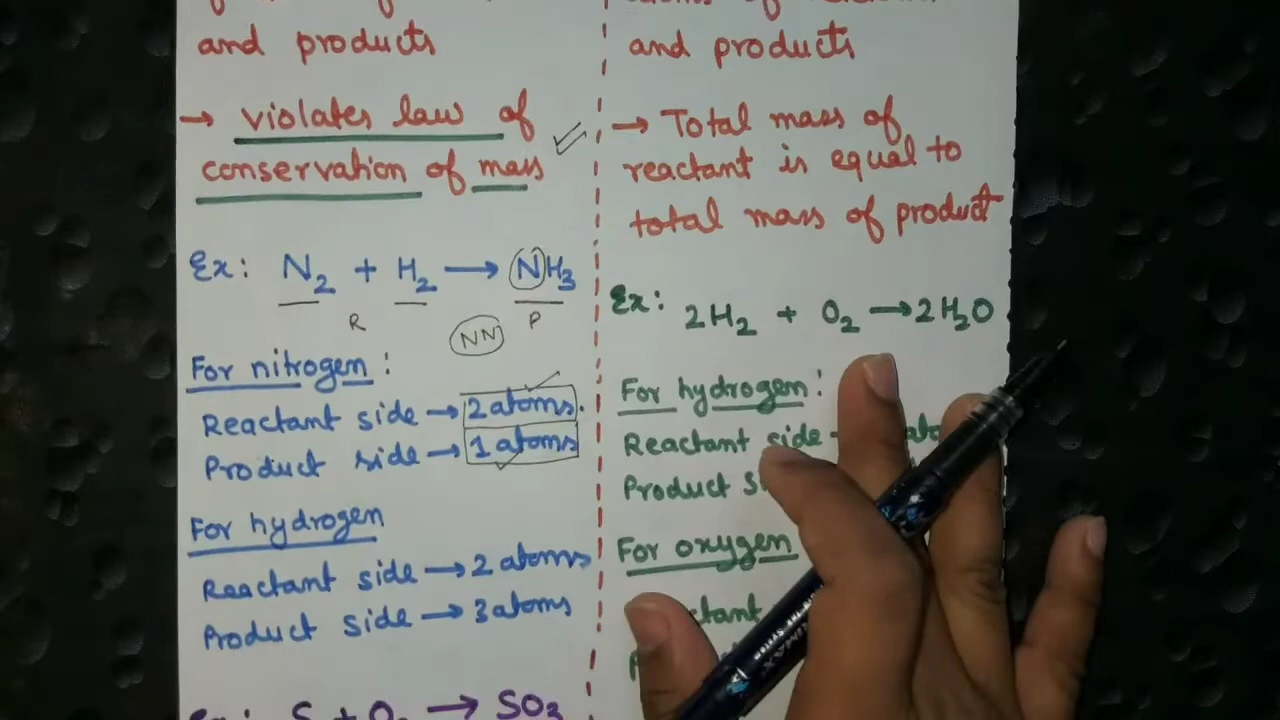 and products
→ violates law of
conservation of mass
Ex: N₂ + H₂ → NH₃
R
NN
P
For nitrogen:
Reactant side → 2 atoms.
Product side → 1 atoms
For hydrogen
Reactant side → 2 atoms
Product side → 3 atoms
→ SO₃
and products
→ Total mass of
reactant is equal to
total mass of product
Ex: 2H₂ + O₂ → 2H₂O
For hydrogen:
Reactant side
Product
For oxygen